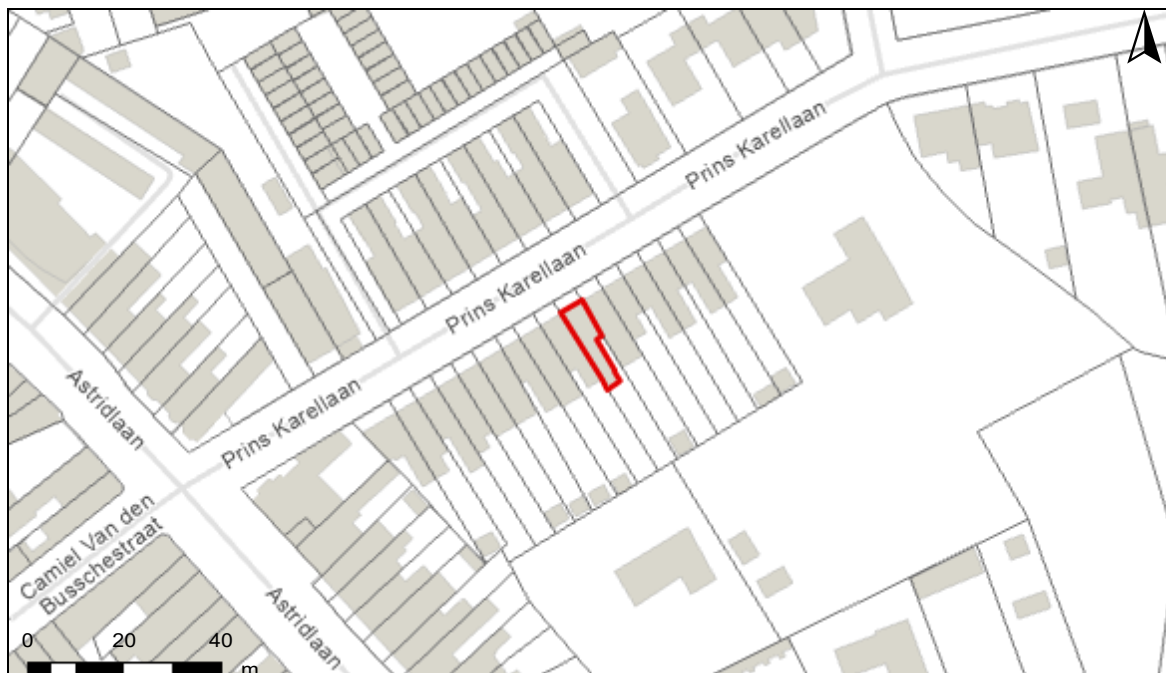 Prins Karellaan
Prins Karellaan
Prins Karellaan
Astridlaan
Camiel Van den
Busschestraat
Astridlaan
0 20 40
m